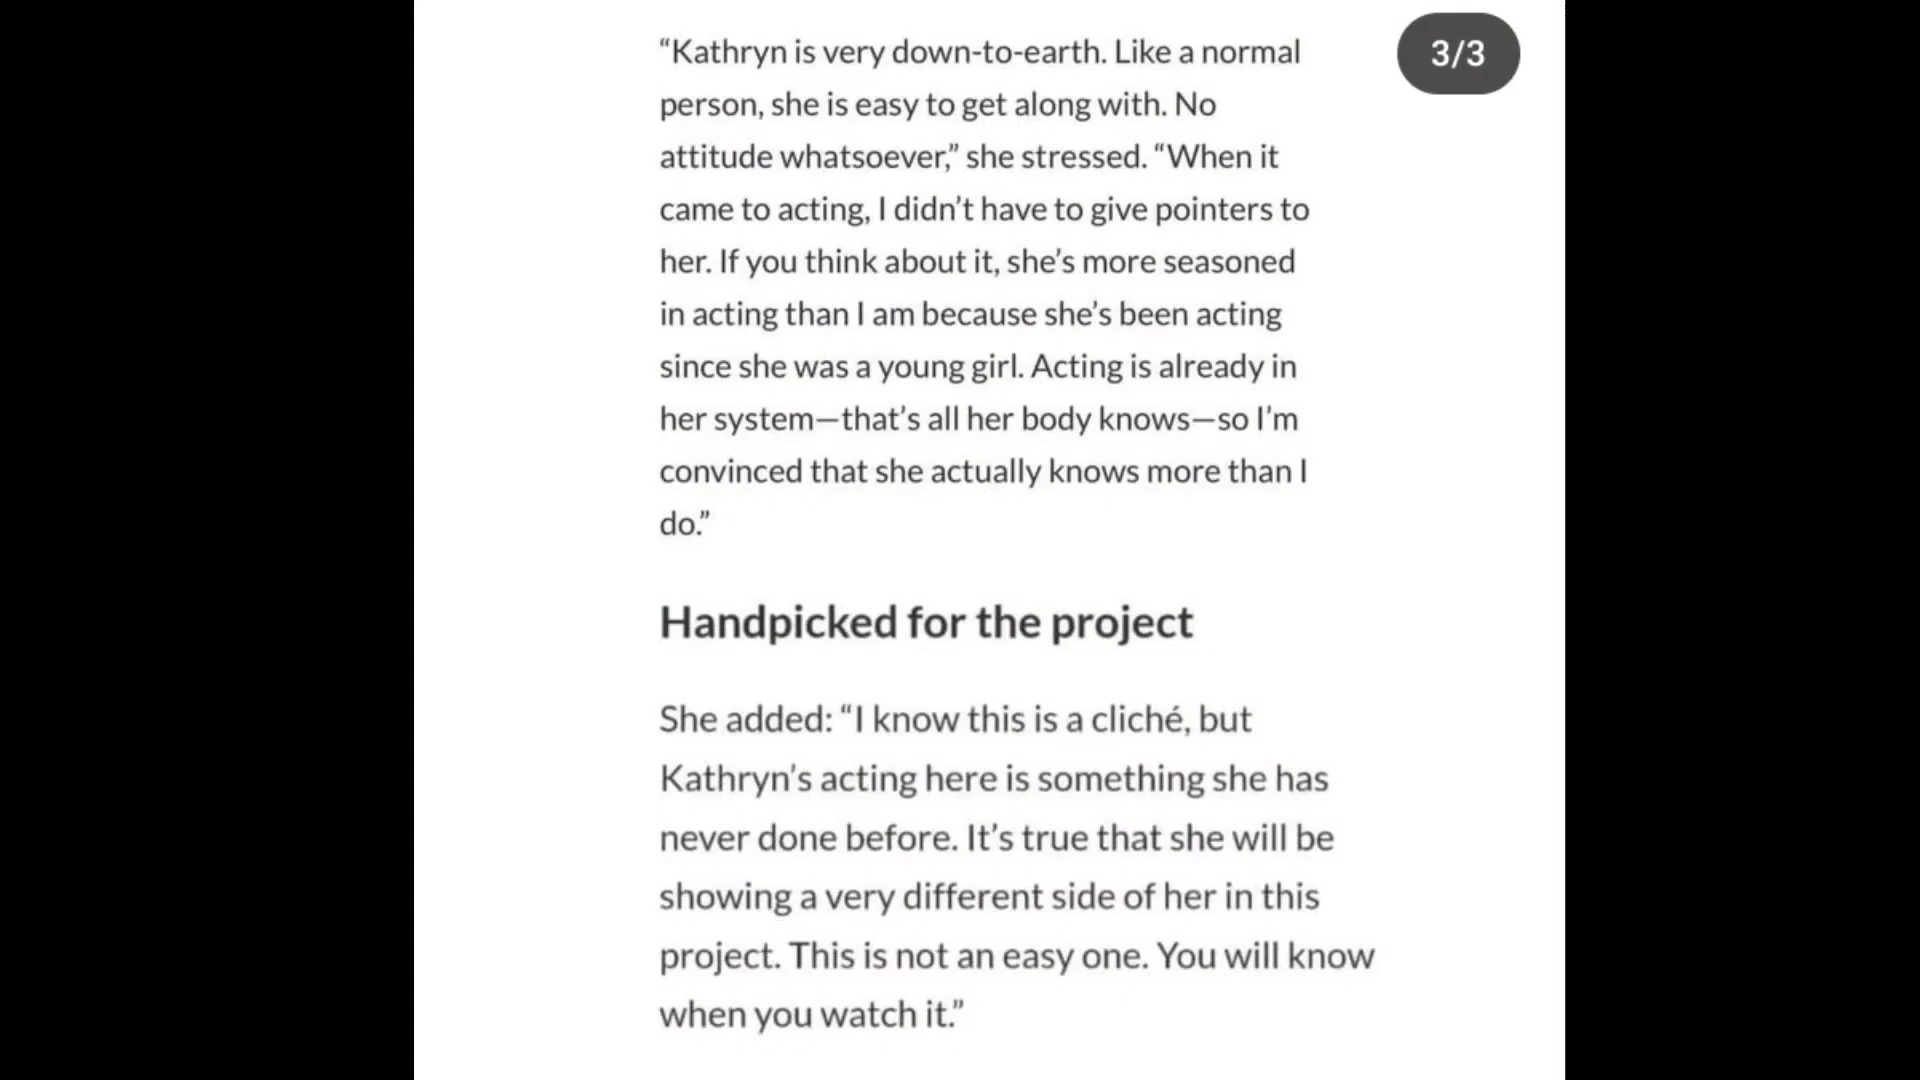 “Kathryn is very down-to-earth. Like a normal
person, she is easy to get along with. No
attitude whatsoever,” she stressed. “When it
came to acting, I didn’t have to give pointers to
her. If you think about it, she’s more seasoned
in acting than I am because she’s been acting
since she was a young girl. Acting is already in
her system—that’s all her body knows—so I’m
convinced that she actually knows more than I
do.”
Handpicked for the project
She added: “I know this is a cliché, but
Kathryn’s acting here is something she has
never done before. It’s true that she will be
showing a very different side of her in this
project. This is not an easy one. You will know
when you watch it.”
3/3